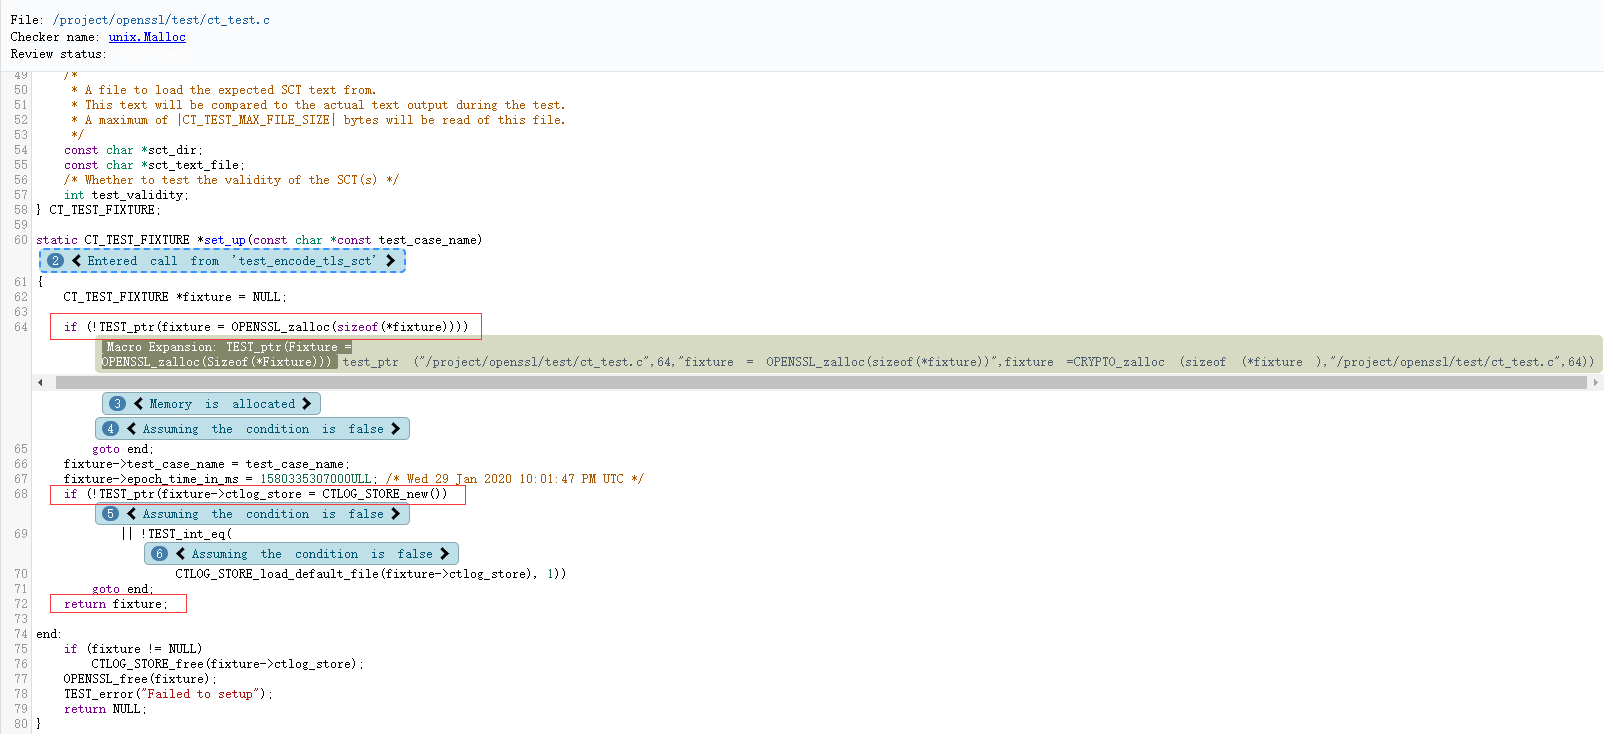 File: /project/openssl/test/ct_test.c
Checker name: unix.Malloc
Review status:
49 /*
50 * A file to load the expected SCT text from.
51 * This text will be compared to the actual text output during the test.
52 * A maximum of |CT_TEST_MAX_FILE_SIZE| bytes will be read of this file.
53 */
54 const char *sct_dir;
55 const char *sct_text_file;
56 /* Whether to test the validity of the SCT(s) */
57 int test_validity;
58 } CT_TEST_FIXTURE;
59
60 static CT_TEST_FIXTURE *set_up(const char *const test_case_name)
2 Entered call from 'test_encode_tls_sct'
61 {
62 CT_TEST_FIXTURE *fixture = NULL;
63
64 if (!TEST_ptr(fixture = OPENSSL_zalloc(sizeof(*fixture))))
Macro Expansion: TEST_ptr(Fixture =
OPENSSL_zalloc(Sizeof(*Fixture))) test_ptr ("/project/openssl/test/ct_test.c",64,"fixture = OPENSSL_zalloc(sizeof(*fixture))",fixture =CRYPTO_zalloc (sizeof (*fixture ),"/project/openssl/test/ct_test.c",64))
3 Memory is allocated
4 Assuming the condition is false
65 goto end;
66 fixture->test_case_name = test_case_name;
67 fixture->epoch_time_in_ms = 1580335307000ULL; /* Wed 29 Jan 2020 10:01:47 PM UTC */
68 if (!TEST_ptr(fixture->ctlog_store = CTLOG_STORE_new())
5 Assuming the condition is false
69 || !TEST_int_eq(
6 Assuming the condition is false
70 CTLOG_STORE_load_default_file(fixture->ctlog_store), 1))
71 goto end;
72 return fixture;
73
74 end:
75 if (fixture != NULL)
76 CTLOG_STORE_free(fixture->ctlog_store);
77 OPENSSL_free(fixture);
78 TEST_error("Failed to setup");
79 return NULL;
80 }